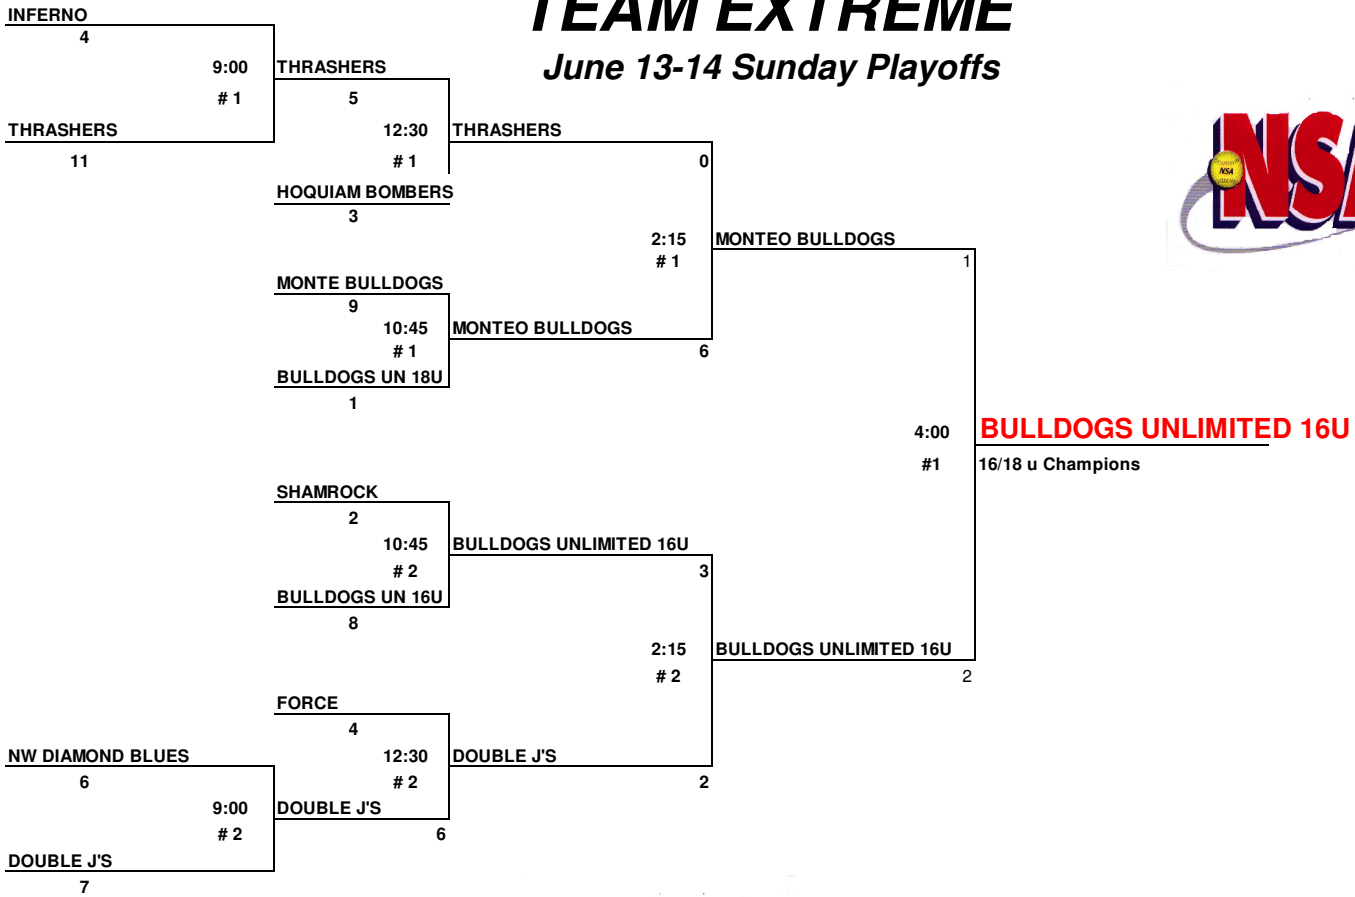 TEAM EXTREME
June 13-14 Sunday Playoffs
INFERNO
4
9:00
# 1
THRASHERS
11
THRASHERS
5
12:30
# 1
HOQUIAM BOMBERS
3
THRASHERS
0
2:15
# 1
MONTE BULLDOGS
9
10:45
# 1
BULLDOGS UN 18U
1
MONTEO BULLDOGS
6
MONTEO BULLDOGS
1
NSA
4:00
#1
BULLDOGS UNLIMITED 16U
16/18 u Champions
SHAMROCK
2
10:45
# 2
BULLDOGS UN 16U
8
BULLDOGS UNLIMITED 16U
3
2:15
# 2
BULLDOGS UNLIMITED 16U
2
FORCE
4
12:30
# 2
DOUBLE J'S
2
NW DIAMOND BLUES
6
9:00
# 2
DOUBLE J'S
6
DOUBLE J'S
7